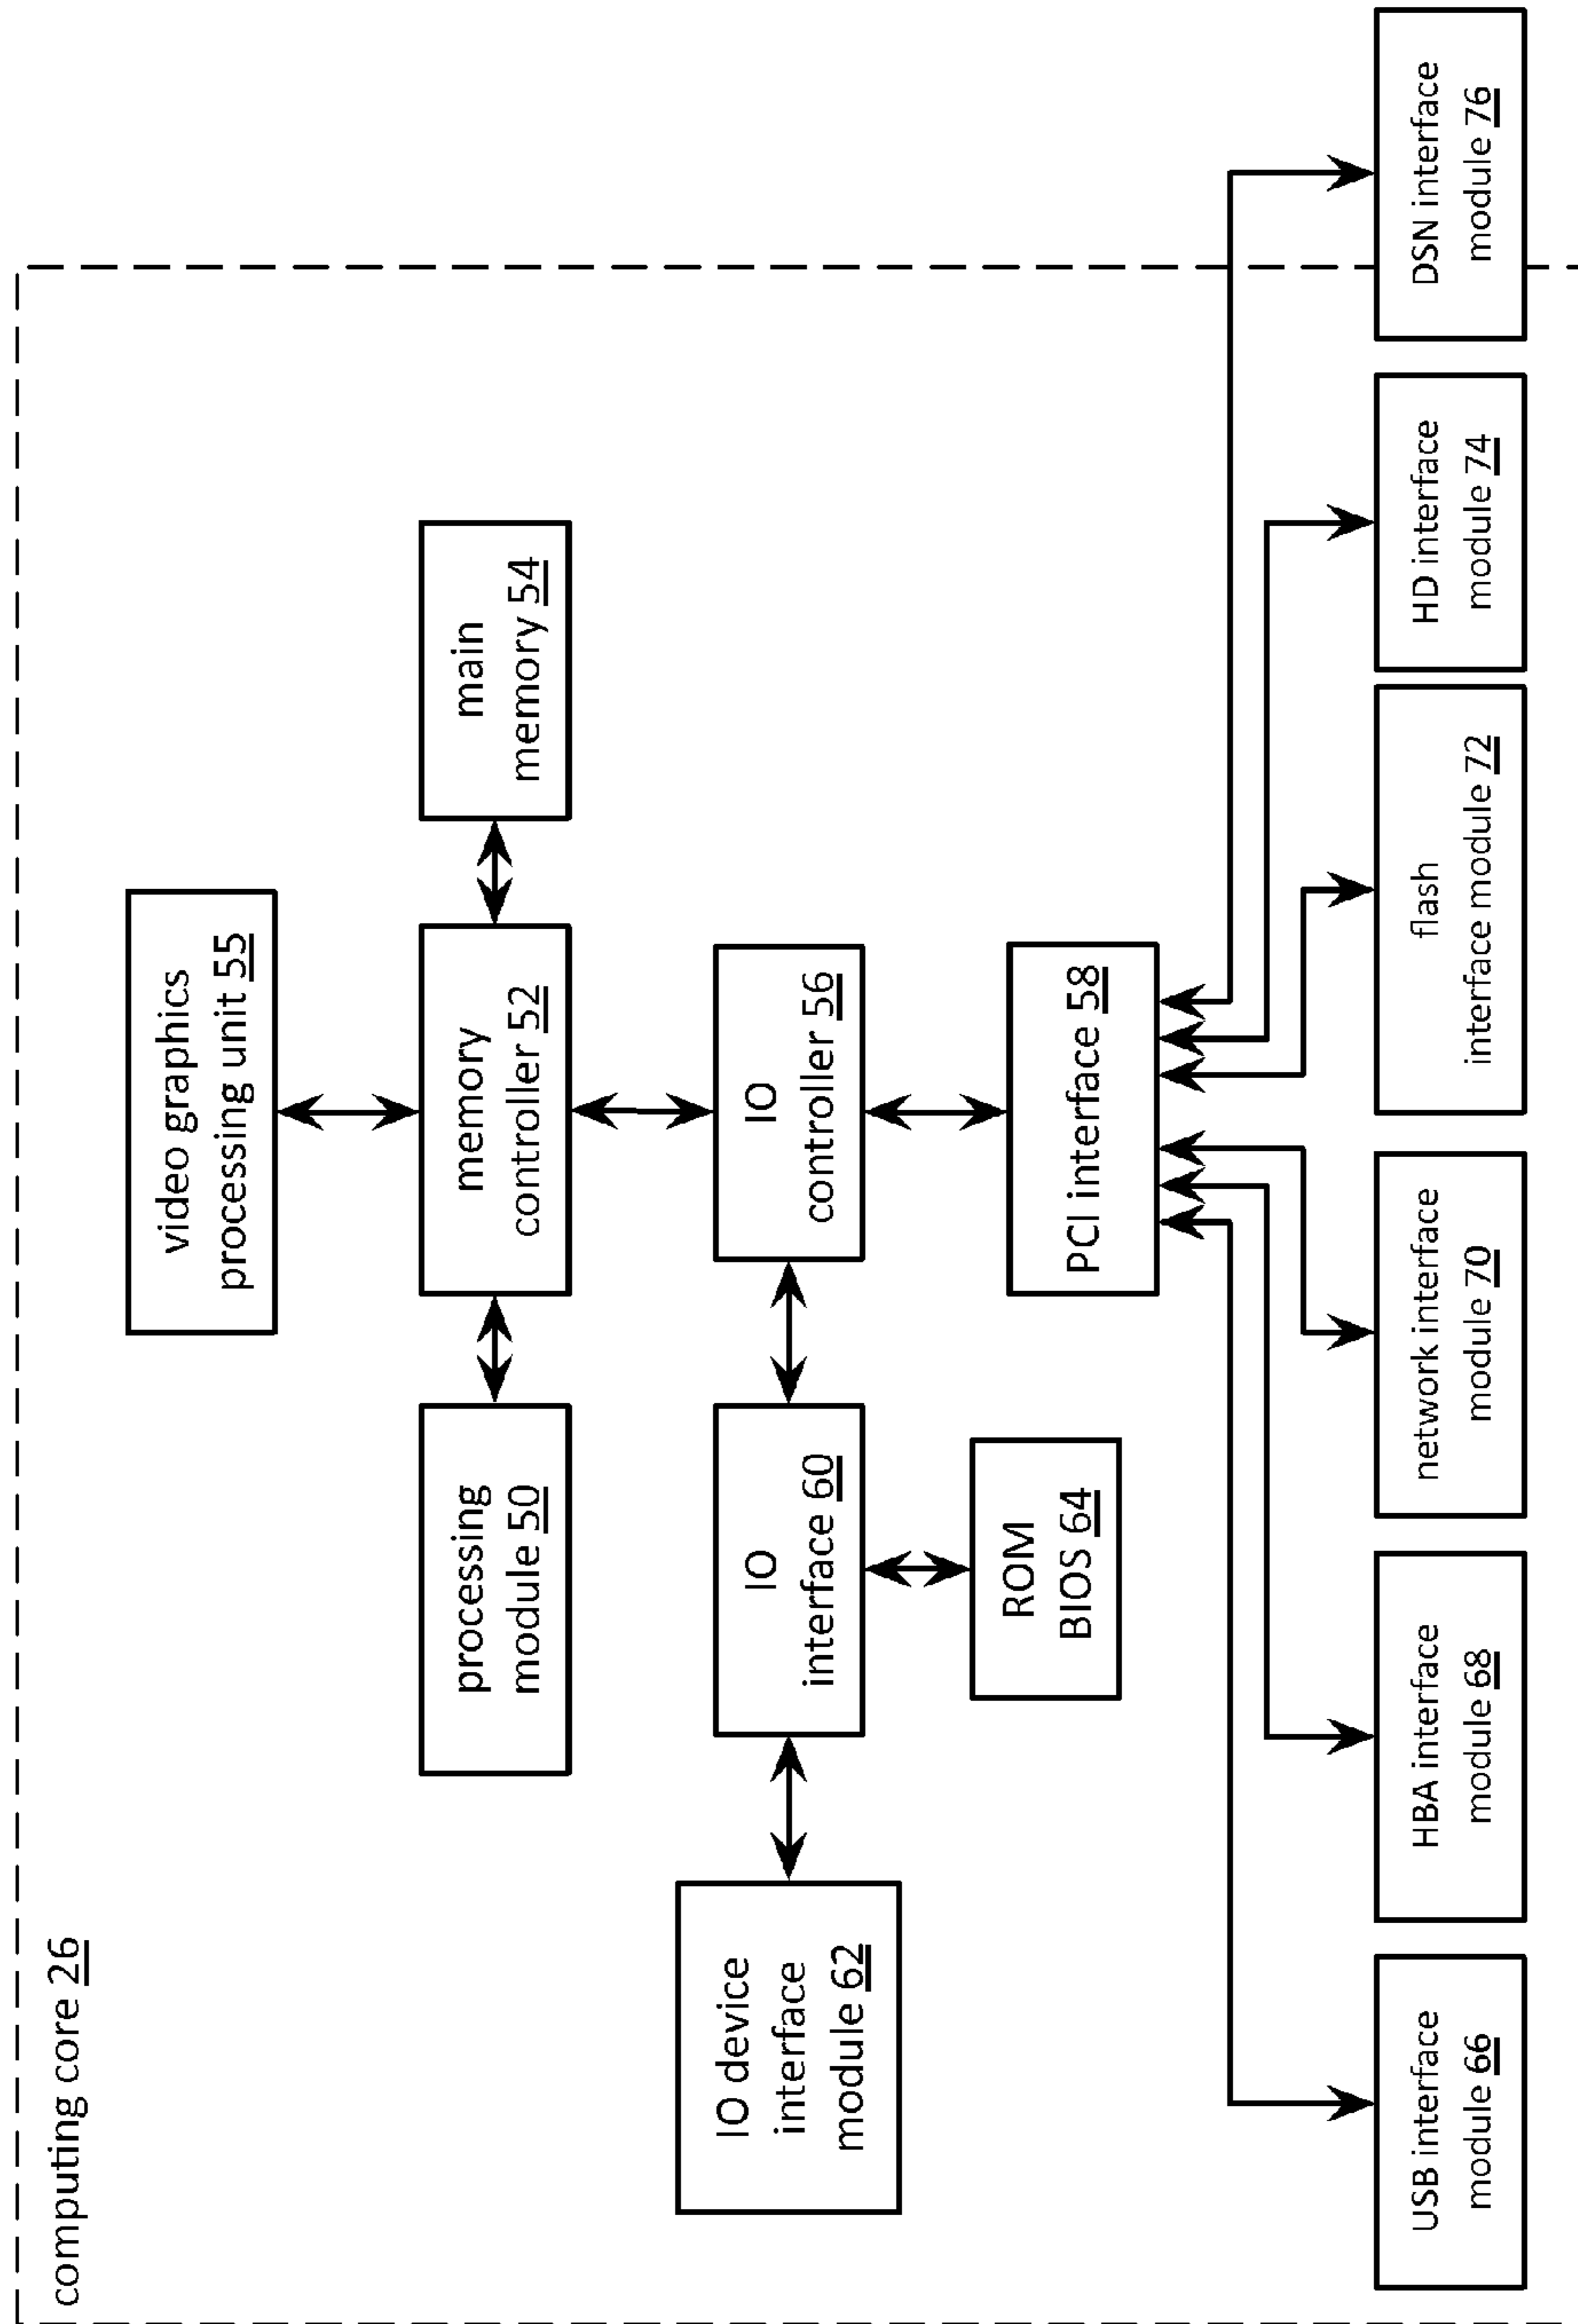 computing core 26
video graphics
processing unit 55
processing
module 50
memory
controller 52
main
memory 54
IO device
interface
module 62
IO
interface 60
IO
controller 56
ROM
BIOS 64
PCI interface 58
USB interface
module 66
HBA interface
module 68
network interface
module 70
flash
interface module 72
HD interface
module 74
DSN interface
module 76